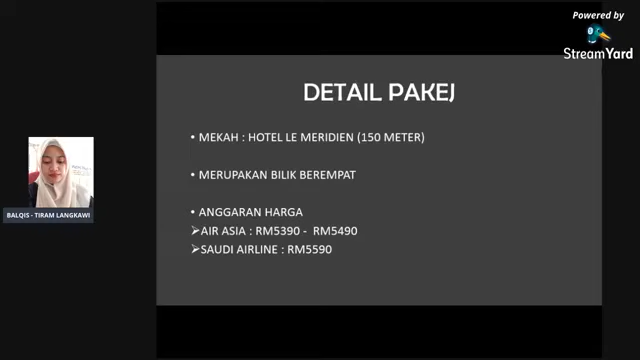 Powered by
StreamYard
DETAIL PAKEJ
• MEKAH : HOTEL LE MERIDIEN (150 METER)
• MERUPAKAN BILIK BEREMPAT
• ANGGARAN HARGA
➢AIR ASIA : RM5390 - RM5490
➢SAUDI AIRLINE : RM5590
BALQIS - TIRAM LANGKAWI